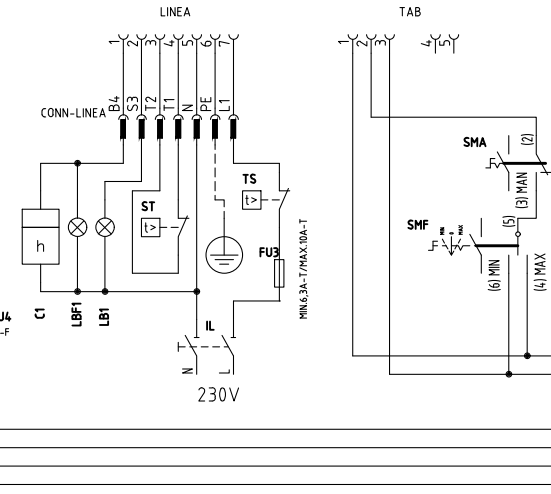 LINEA
TAB
1 2 3 4 5 6 7
1 2 3 4 5
CONN-LINEA
B4 S3 T2 T1 N PE L1
SMA
(2)
TS
t>
(3) MAN
ST
t>
SMF
MIN 0 MAX
(5)
h
FU3
MIN.6,3A-T/MAX.10A-T
(6) MIN
(4) MAX
U4
-F
C1
LBF1
LB1
IL
N L
230V